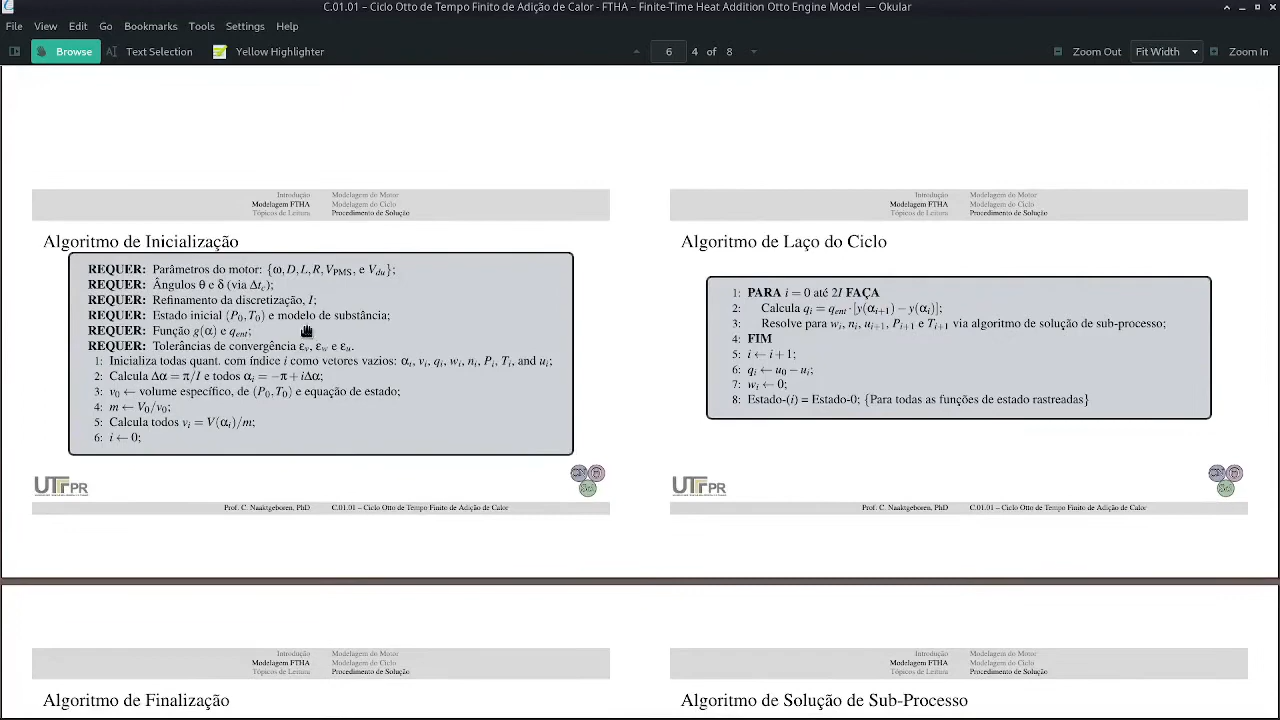 C.01.01 – Ciclo Otto de Tempo Finito de Adição de Calor - FTHA – Finite-Time Heat Addition Otto Engine Model — Okular
File View Edit Go Bookmarks Tools Settings Help
Browse Text Selection Yellow Highlighter 6 4 of 8 Zoom Out Fit Width Zoom In
Introdução Modelagem do Motor
Modelagem FTHA Modelagem do Ciclo
Tópicos de Leitura Procedimento de Solução
Algoritmo de Inicialização
REQUER: Parâmetros do motor: {ω, D, L, R, V_PMS, e V_du};
REQUER: Ângulos θ e δ (via Δt_c);
REQUER: Refinamento da discretização, I;
REQUER: Estado inicial (P_0, T_0) e modelo de substância;
REQUER: Função g(α) e q_ent;
REQUER: Tolerâncias de convergência ε_v, ε_w e ε_u.
1: Inicializa todas quant. com índice i como vetores vazios: α_i, v_i, q_i, w_i, n_i, P_i, T_i, and u_i;
2: Calcula Δα = π/I e todos α_i = −π + iΔα;
3: v_0 ← volume específico, de (P_0, T_0) e equação de estado;
4: m ← V_0/v_0;
5: Calcula todos v_i = V(α_i)/m;
6: i ← 0;
UTFPR
Prof. C. Naaktgeboren, PhD C.01.01 – Ciclo Otto de Tempo Finito de Adição de Calor
Introdução Modelagem do Motor
Modelagem FTHA Modelagem do Ciclo
Tópicos de Leitura Procedimento de Solução
Algoritmo de Laço do Ciclo
1: PARA i = 0 até 2I FAÇA
2: Calcula q_i = q_ent · [y(α_i+1) − y(α_i)];
3: Resolve para w_i, n_i, u_i+1, P_i+1 e T_i+1 via algoritmo de solução de sub-processo;
4: FIM
5: i ← i + 1;
6: q_i ← u_0 − u_i;
7: w_i ← 0;
8: Estado-(i) = Estado-0; {Para todas as funções de estado rastreadas}
UTFPR
Prof. C. Naaktgeboren, PhD C.01.01 – Ciclo Otto de Tempo Finito de Adição de Calor
Introdução Modelagem do Motor
Modelagem FTHA Modelagem do Ciclo
Tópicos de Leitura Procedimento de Solução
Algoritmo de Finalização
Introdução Modelagem do Motor
Modelagem FTHA Modelagem do Ciclo
Tópicos de Leitura Procedimento de Solução
Algoritmo de Solução de Sub-Processo